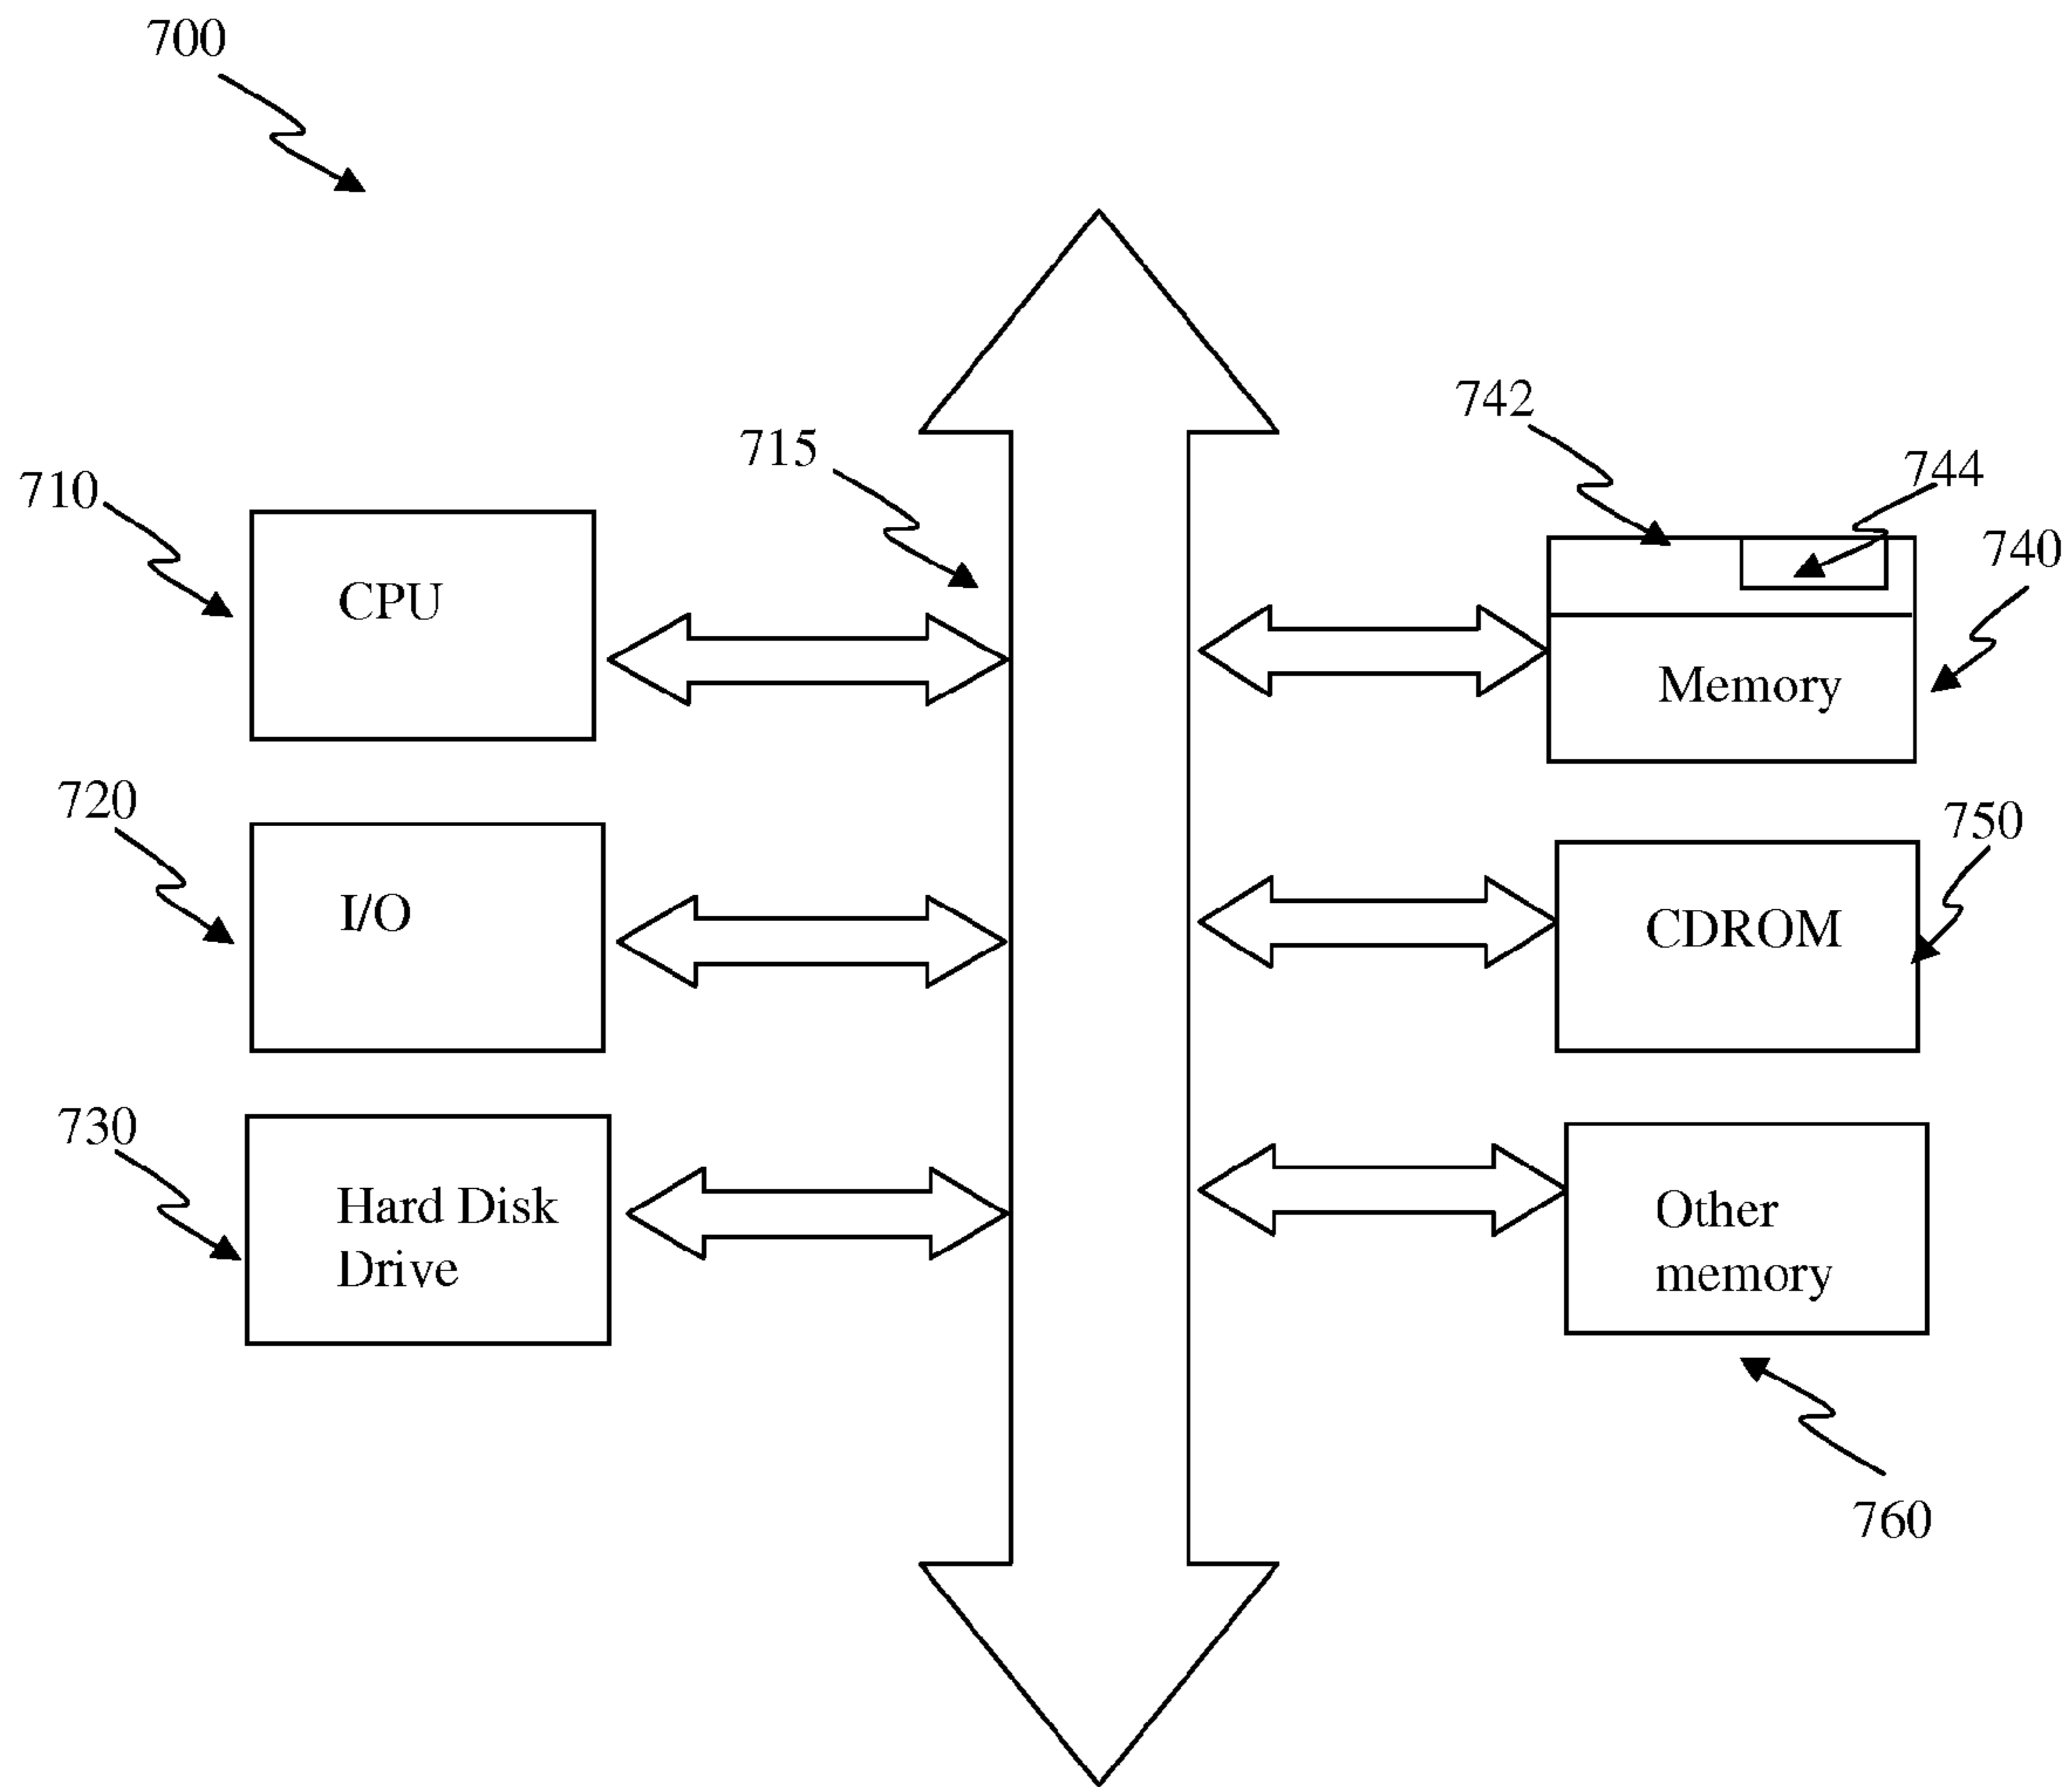 700
742
715
744
710
740
CPU
Memory
720
750
I/O
CDROM
730
Hard Disk
Drive
Other
memory
760